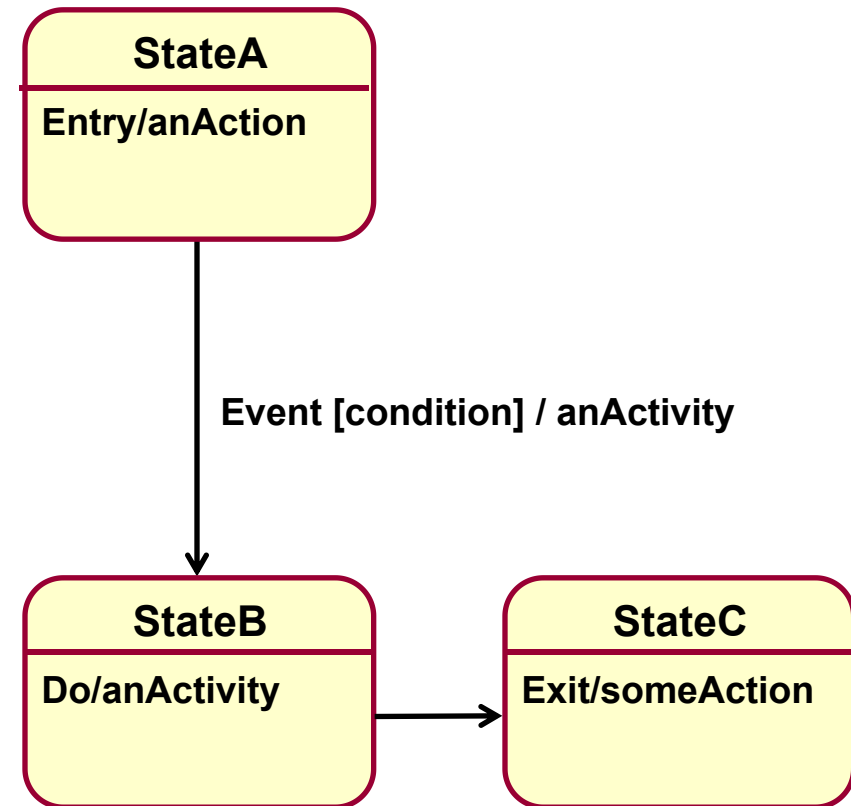 StateA
Entry/anAction
Event [condition] / anActivity
StateB
Do/anActivity
StateC
Exit/someAction